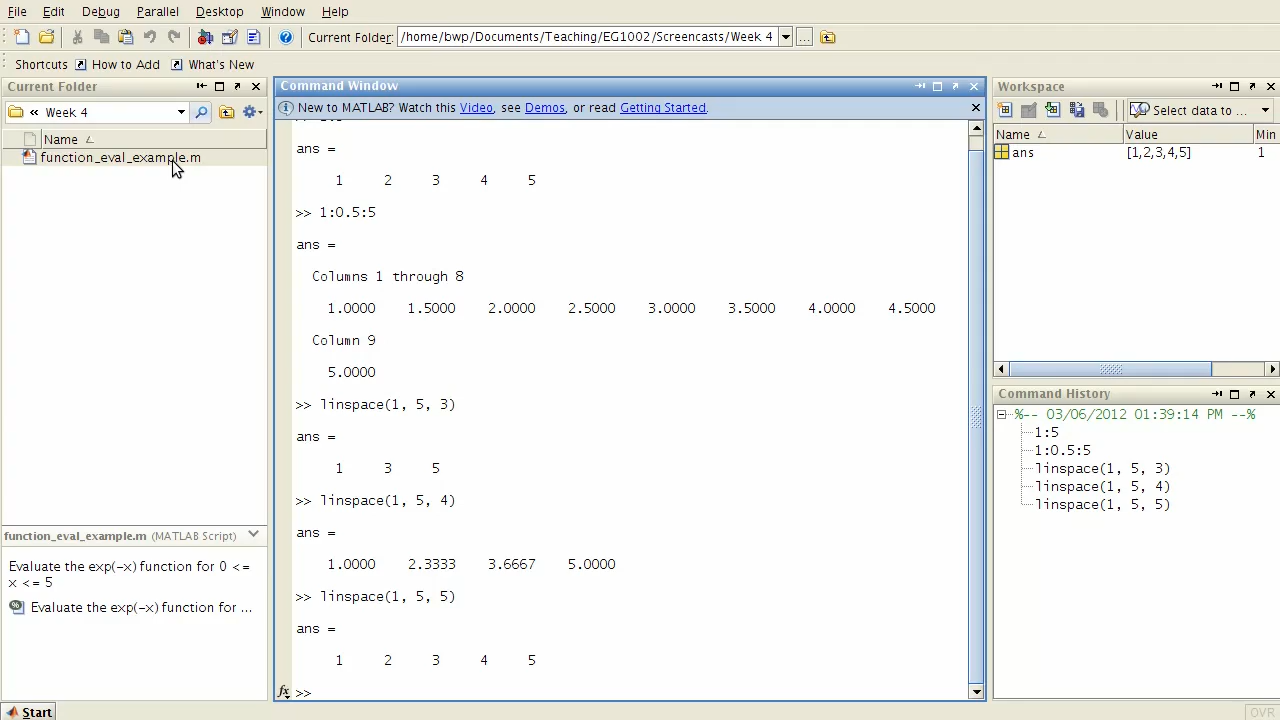 File Edit Debug Parallel Desktop Window Help
Current Folder: /home/bwp/Documents/Teaching/EG1002/Screencasts/Week 4
Shortcuts How to Add What's New
Current Folder
« Week 4
Name
function_eval_example.m
function_eval_example.m (MATLAB Script)
Evaluate the exp(-x) function for 0 <=
x <= 5
Evaluate the exp(-x) function for ...
Start
Command Window
New to MATLAB? Watch this Video, see Demos, or read Getting Started.
ans =
1 2 3 4 5
>> 1:0.5:5
ans =
Columns 1 through 8
1.0000 1.5000 2.0000 2.5000 3.0000 3.5000 4.0000 4.5000
Column 9
5.0000
>> linspace(1, 5, 3)
ans =
1 3 5
>> linspace(1, 5, 4)
ans =
1.0000 2.3333 3.6667 5.0000
>> linspace(1, 5, 5)
ans =
1 2 3 4 5
fx >>
Workspace
Select data to ...
Name Value Min
ans [1,2,3,4,5] 1
Command History
%-- 03/06/2012 01:39:14 PM --%
1:5
1:0.5:5
linspace(1, 5, 3)
linspace(1, 5, 4)
linspace(1, 5, 5)
OVR